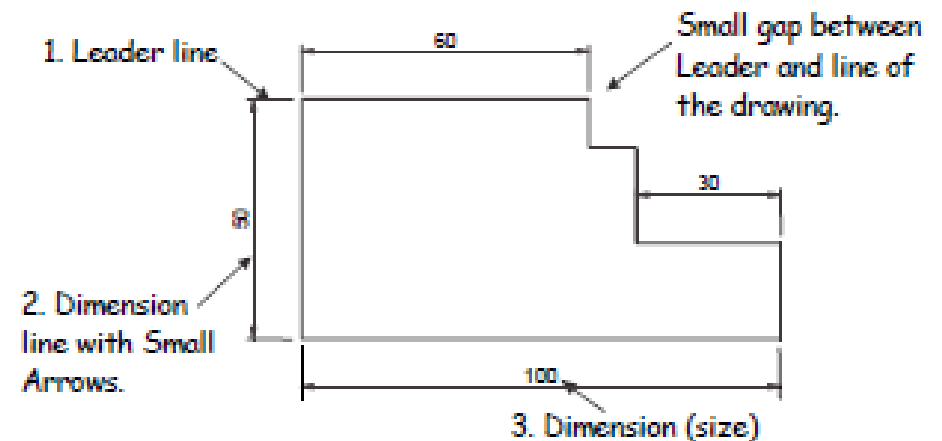 60
1. Leader line
Small gap between
Leader and line of
the drawing.
30
50
2. Dimension
line with Small
Arrows.
100
3. Dimension (size)